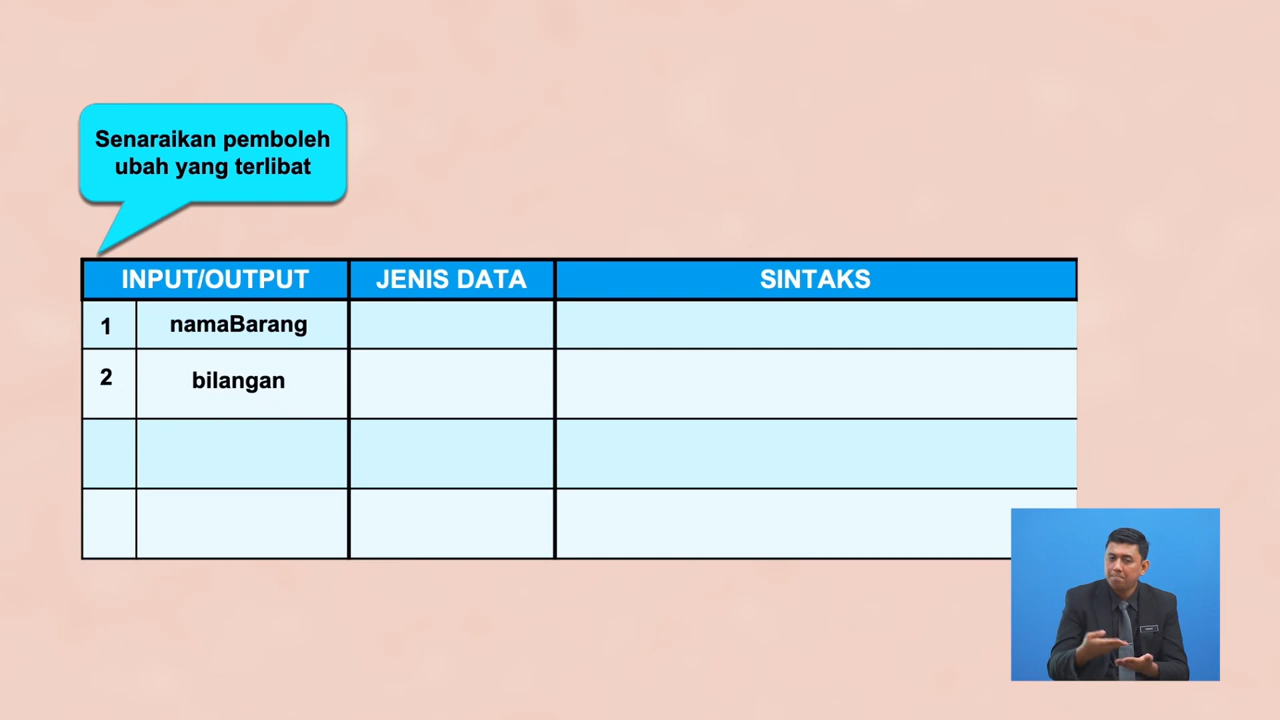 Senaraikan pemboleh
ubah yang terlibat
INPUT/OUTPUT JENIS DATA SINTAKS
1 namaBarang
2 bilangan